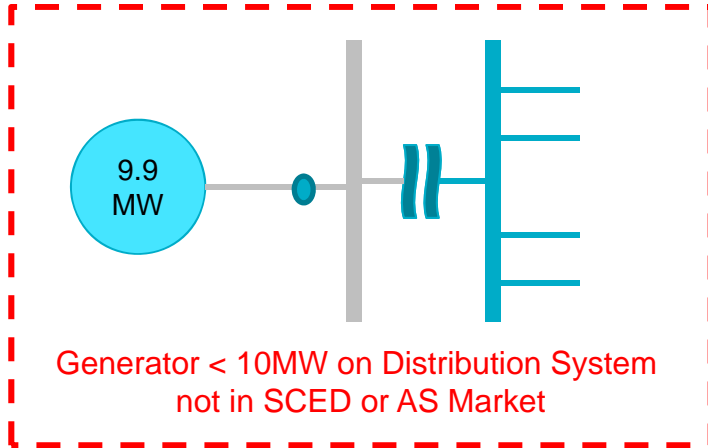 9.9
MW
Generator < 10MW on Distribution System
not in SCED or AS Market